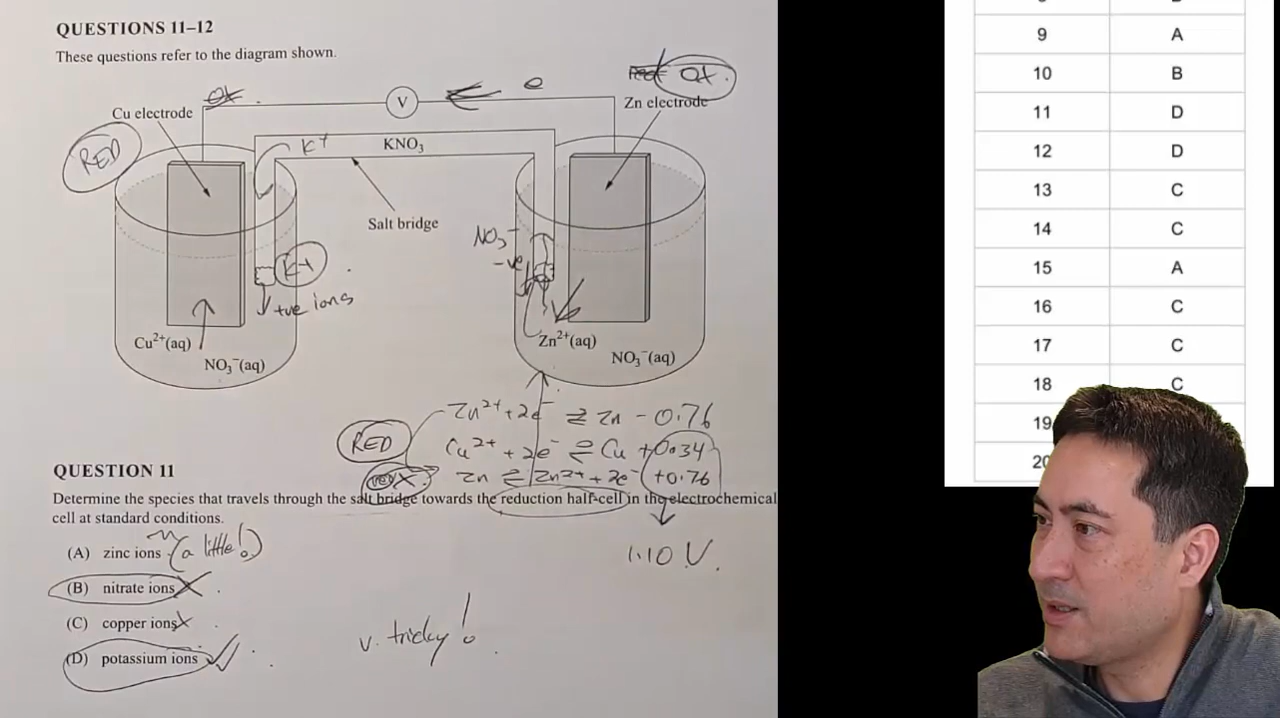 QUESTIONS 11–12
These questions refer to the diagram shown.
red OX.
OX.
V
e
Cu electrode
Zn electrode
RED
K+
KNO₃
Salt bridge
NO₃⁻
-ve
K+
+ve ions
Cu²⁺(aq)
NO₃⁻(aq)
Zn²⁺(aq)
NO₃⁻(aq)
Zn²⁺ + 2e⁻ ⇌ Zn - 0.76
RED
Cu²⁺ + 2e⁻ ⇌ Cu +0.34
Zn ⇌ Zn²⁺ + 2e⁻ +0.76
QUESTION 11
Determine the species that travels through the salt bridge towards the reduction half-cell in the electrochemical
cell at standard conditions.
(A) zinc ions (a little!)
1.10 V.
(B) nitrate ions
(C) copper ions
v. tricky!
(D) potassium ions
9 A
10 B
11 D
12 D
13 C
14 C
15 A
16 C
17 C
18 C
19